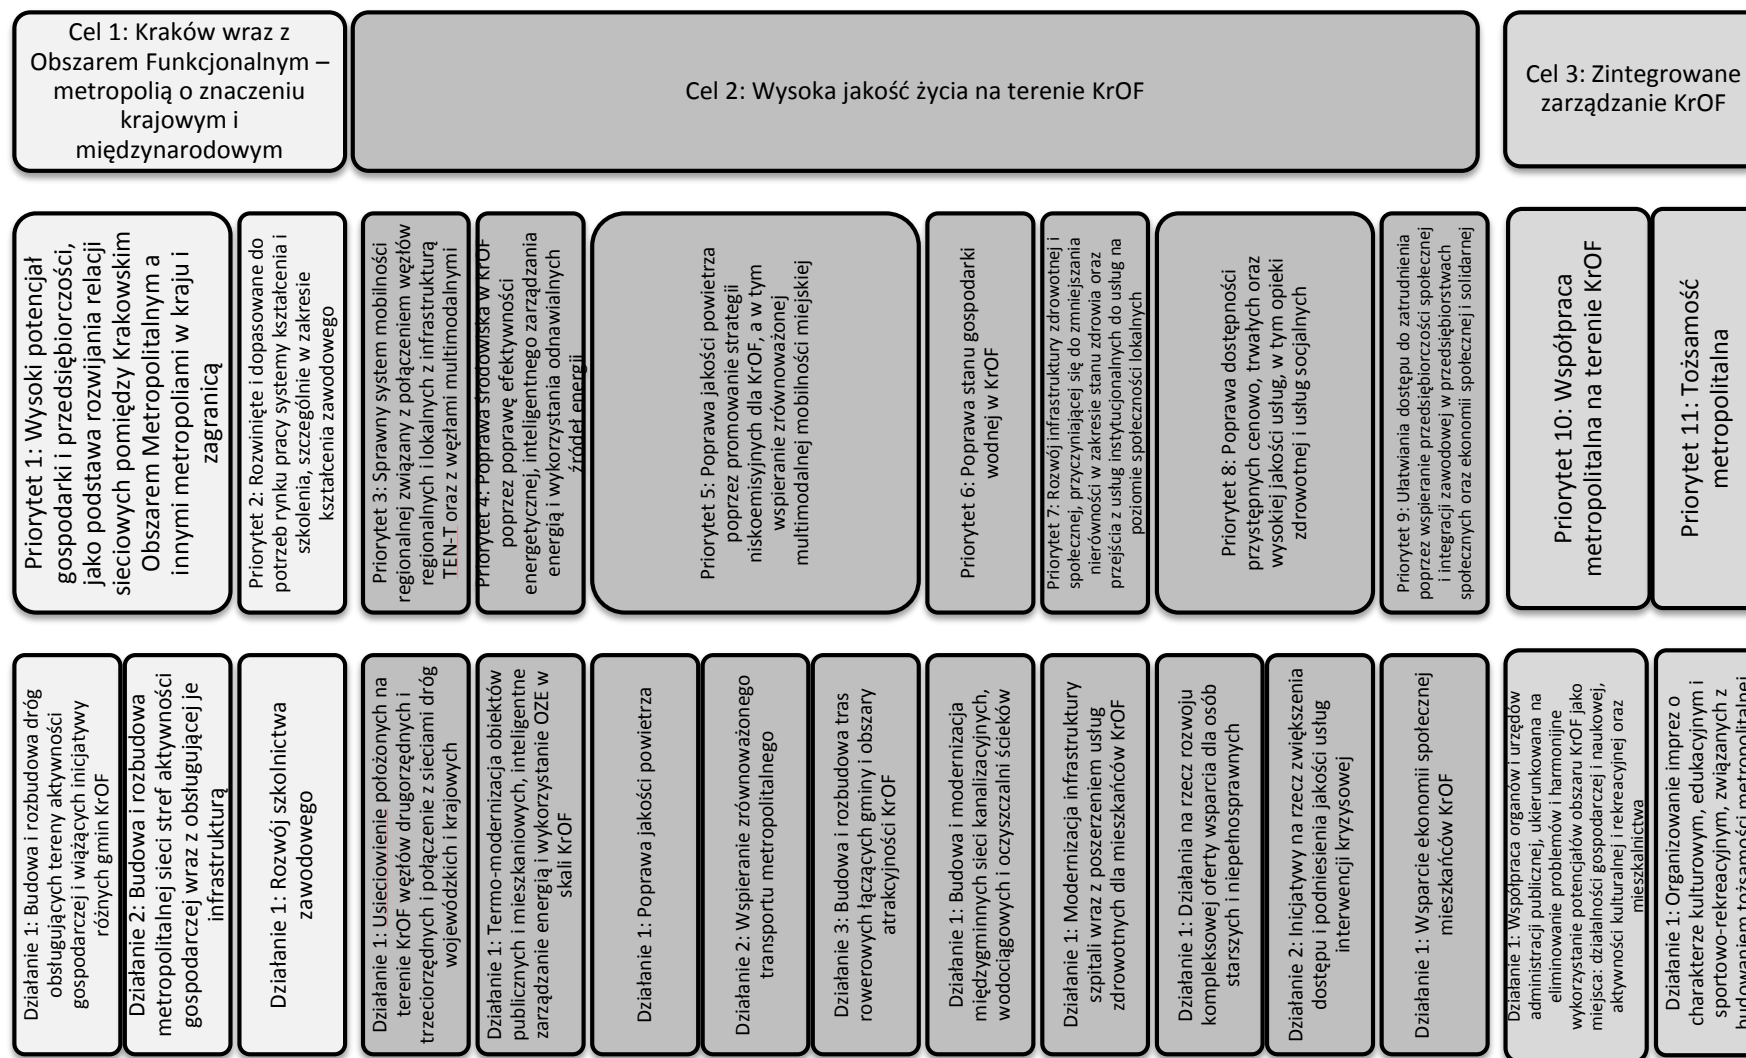 Cel 1: Kraków wraz z
Obszarem Funkcjonalnym –
metropolią o znaczeniu
krajowym i
międzynarodowym
Cel 2: Wysoka jakość życia na terenie KrOF
Cel 3: Zintegrowane
zarządzanie KrOF
Priorytet 1: Wysoki potencjał
gospodarki i przedsiębiorczości,
jako podstawa rozwijania relacji
sieciowych pomiędzy Krakowskim
Obszarem Metropolitalnym a
innymi metropoliami w kraju i
zagranicą
Priorytet 2: Rozwinięte i dopasowane do
potrzeb rynku pracy systemy kształcenia i
szkolenia, szczególnie w zakresie
kształcenia zawodowego
Priorytet 3: Sprawny system mobilności
regionalnej związany z połączeniem węzłów
regionalnych i lokalnych z infrastrukturą
TEN-T oraz z węzłami multimodalnymi
Priorytet 4: Poprawa środowiska w KrOF
poprzez poprawę efektywności
energetycznej, inteligentnego zarządzania
energią i wykorzystania odnawialnych
źródeł energii
Priorytet 5: Poprawa jakości powietrza
poprzez promowanie strategii
niskoemisyjnych dla KrOF, a w tym
wspieranie zrównoważonej
multimodalnej mobilności miejskiej
Priorytet 6: Poprawa stanu gospodarki
wodnej w KrOF
Priorytet 7: Rozwój infrastruktury zdrowotnej i
społecznej, przyczyniającej się do zmniejszania
nierówności w zakresie stanu zdrowia oraz
przejścia z usług instytucjonalnych do usług na
poziomie społeczności lokalnych
Priorytet 8: Poprawa dostępności
przystępnych cenowo, trwałych oraz
wysokiej jakości usług, w tym opieki
zdrowotnej i usług socjalnych
Priorytet 9: Ułatwiania dostępu do zatrudnienia
poprzez wspieranie przedsiębiorczości społecznej
i integracji zawodowej w przedsiębiorstwach
społecznych oraz ekonomii społecznej i solidarnej
Priorytet 10: Współpraca
metropolitalna na terenie KrOF
Priorytet 11: Tożsamość
metropolitalna
Działanie 1: Budowa i rozbudowa dróg
obsługujących tereny aktywności
gospodarczej i wiążących inicjatywy
różnych gmin KrOF
Działanie 2: Budowa i rozbudowa
metropolitalnej sieci stref aktywności
gospodarczej wraz z obsługującej je
infrastrukturą
Działanie 1: Rozwój szkolnictwa
zawodowego
Działanie 1: Usieciowienie położonych na
terenie KrOF węzłów drugorzędnych i
trzeciorzędnych i połączenie z sieciami dróg
wojewódzkich i krajowych
Działanie 1: Termo-modernizacja obiektów
publicznych i mieszkaniowych, inteligentne
zarządzanie energią i wykorzystanie OZE w
skali KrOF
Działanie 1: Poprawa jakości powietrza
Działanie 2: Wspieranie zrównoważonego
transportu metropolitalnego
Działanie 3: Budowa i rozbudowa tras
rowerowych łączących gminy i obszary
atrakcyjności KrOF
Działanie 1: Budowa i modernizacja
międzygminnych sieci kanalizacyjnych,
wodociągowych i oczyszczalni ścieków
Działanie 1: Modernizacja infrastruktury
szpitali wraz z poszerzeniem usług
zdrowotnych dla mieszkańców KrOF
Działanie 1: Działania na rzecz rozwoju
kompleksowej oferty wsparcia dla osób
starszych i niepełnosprawnych
Działanie 2: Inicjatywy na rzecz zwiększenia
dostępu i podniesienia jakości usług
interwencji kryzysowej
Działanie 1: Wsparcie ekonomii społecznej
mieszkańców KrOF
Działanie 1: Współpraca organów i urzędów
administracji publicznej, ukierunkowana na
eliminowanie problemów i harmonijne
wykorzystanie potencjałów obszaru KrOF jako
miejsca: działalności gospodarczej i naukowej,
aktywności kulturalnej i rekreacyjnej oraz
mieszkalnictwa
Działanie 1: Organizowanie imprez o
charakterze kulturowym, edukacyjnym i
sportowo-rekreacyjnym, związanych z
budowaniem tożsamości metropolitalnej